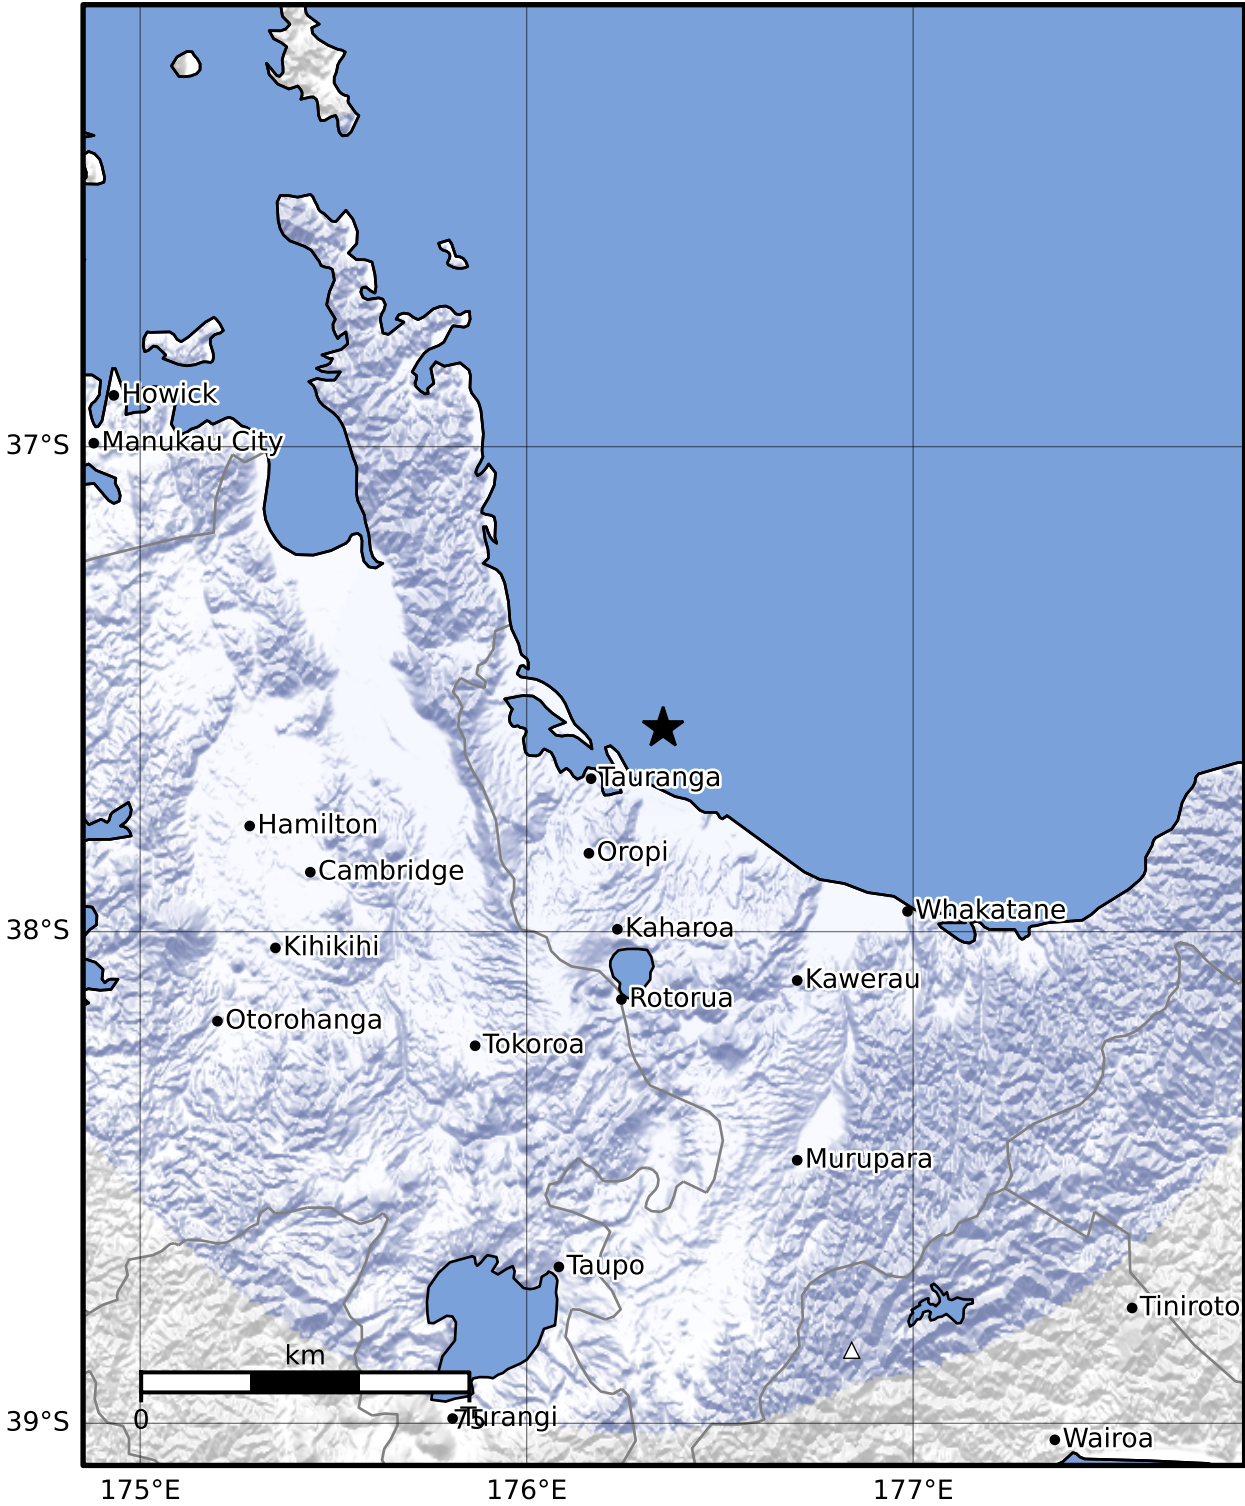 Howick
Manukau City
37°S
Tauranga
Hamilton
Oropi
Cambridge
Whakatane
Kaharoa
38°S
Kihikihi
Kawerau
Rotorua
Otorohanga
Tokoroa
Murupara
Taupo
Tiniroto
km
0
75
Turangi
39°S
Wairoa
175°E
176°E
177°E